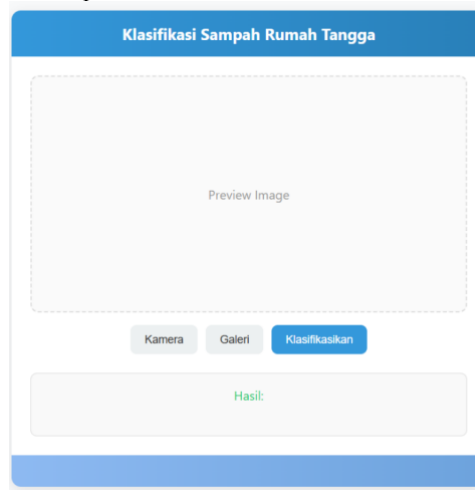 Klasifikasi Sampah Rumah Tangga
Preview Image
Kamera Galeri Klasifikasikan
Hasil: